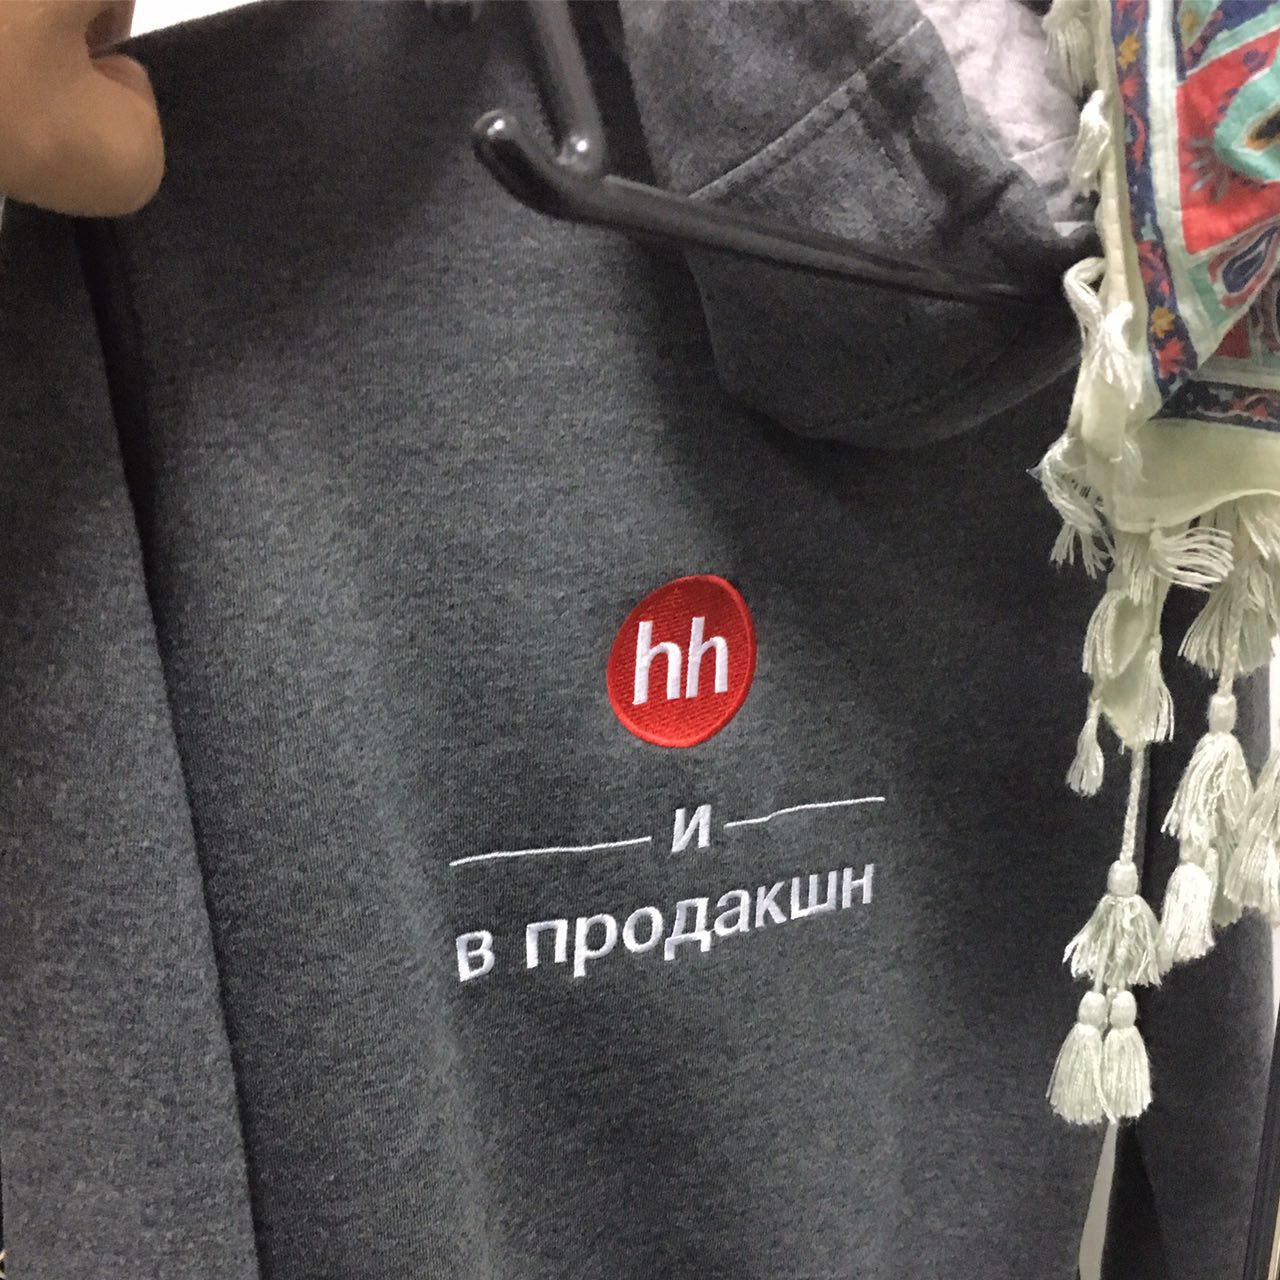 hh
и
в продакшн